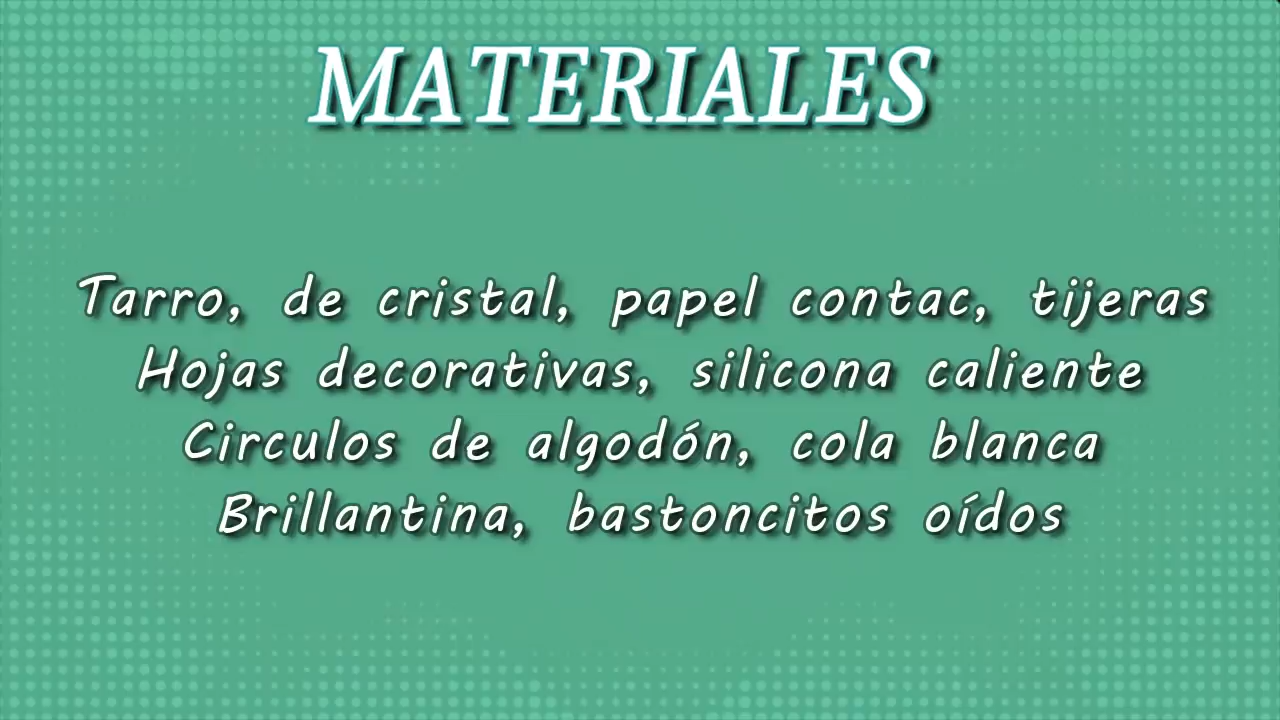 MATERIALES
Tarro, de cristal, papel contac, tijeras
Hojas decorativas, silicona caliente
Circulos de algodón, cola blanca
Brillantina, bastoncitos oídos